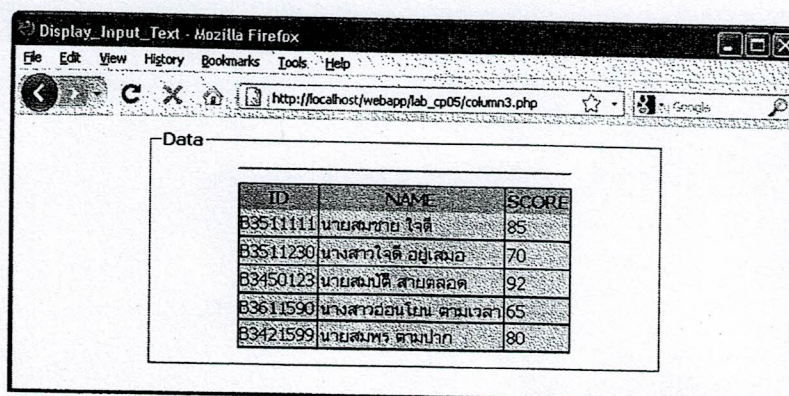 Display_Input_Text - Mozilla Firefox
File Edit View History Bookmarks Tools Help
http://localhost/webapp/lab_cp05/column3.php Google
Data
ID NAME SCORE
B3511111 นายสมชาย ใจดี 85
B3511230 นางสาวใจดี อยู่เสมอ 70
B3450123 นายสมบัติ สายตลอด 92
B3611590 นางสาวอ่อนโยน ตามเวลา 65
B3421599 นายสมพร ตามปาก 80